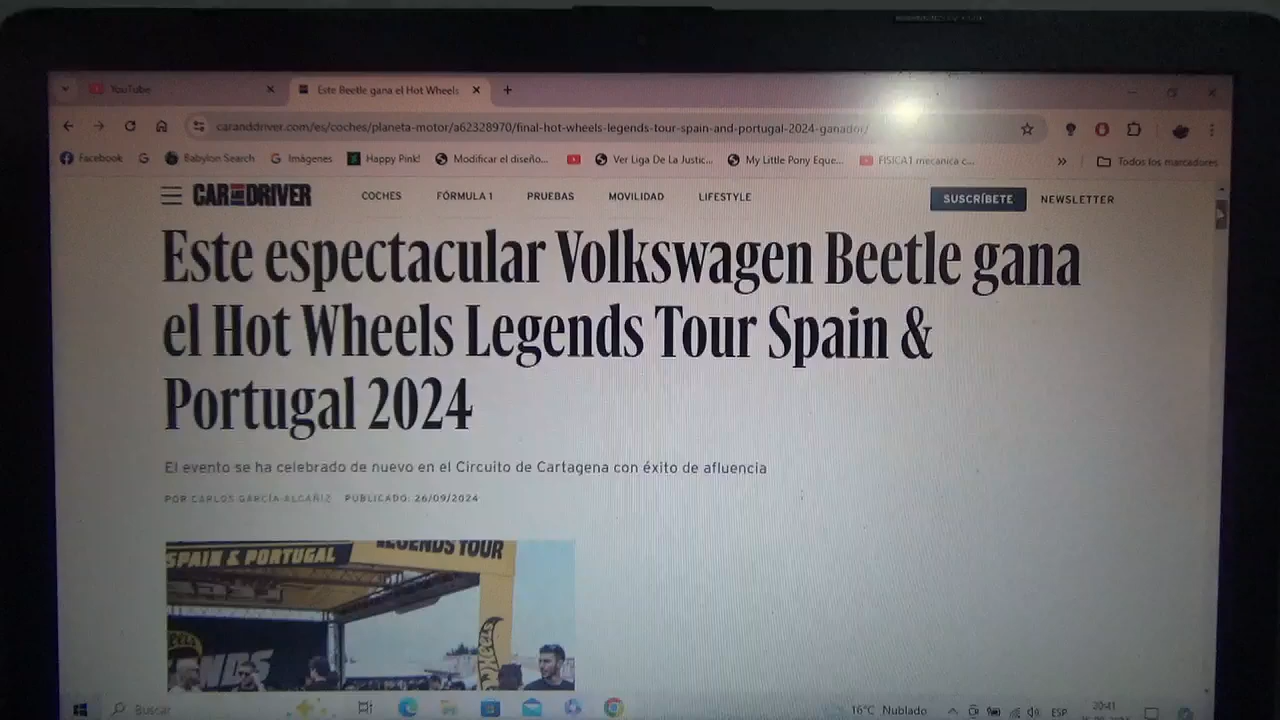 YouTube
Este Beetle gana el Hot Wheels
caranddriver.com/es/coches/planeta-motor/a62328970/final-hot-wheels-legends-tour-spain-and-portugal-2024-ganador/
Facebook
Babylon Search
Imágenes
Happy Pink!
Modificar el diseño...
Ver Liga De La Justic...
My Little Pony Eque...
FISICA1 mecanica c...
Todos los marcadores
CAR AND DRIVER
COCHES
FÓRMULA 1
PRUEBAS
MOVILIDAD
LIFESTYLE
SUSCRÍBETE
NEWSLETTER
Este espectacular Volkswagen Beetle gana
el Hot Wheels Legends Tour Spain &
Portugal 2024
El evento se ha celebrado de nuevo en el Circuito de Cartagena con éxito de afluencia
POR CARLOS GARCÍA-ALCAÑIZ PUBLICADO: 26/09/2024
SPAIN & PORTUGAL
LEGENDS TOUR
Buscar
16°C Nublado
ESP
20:41